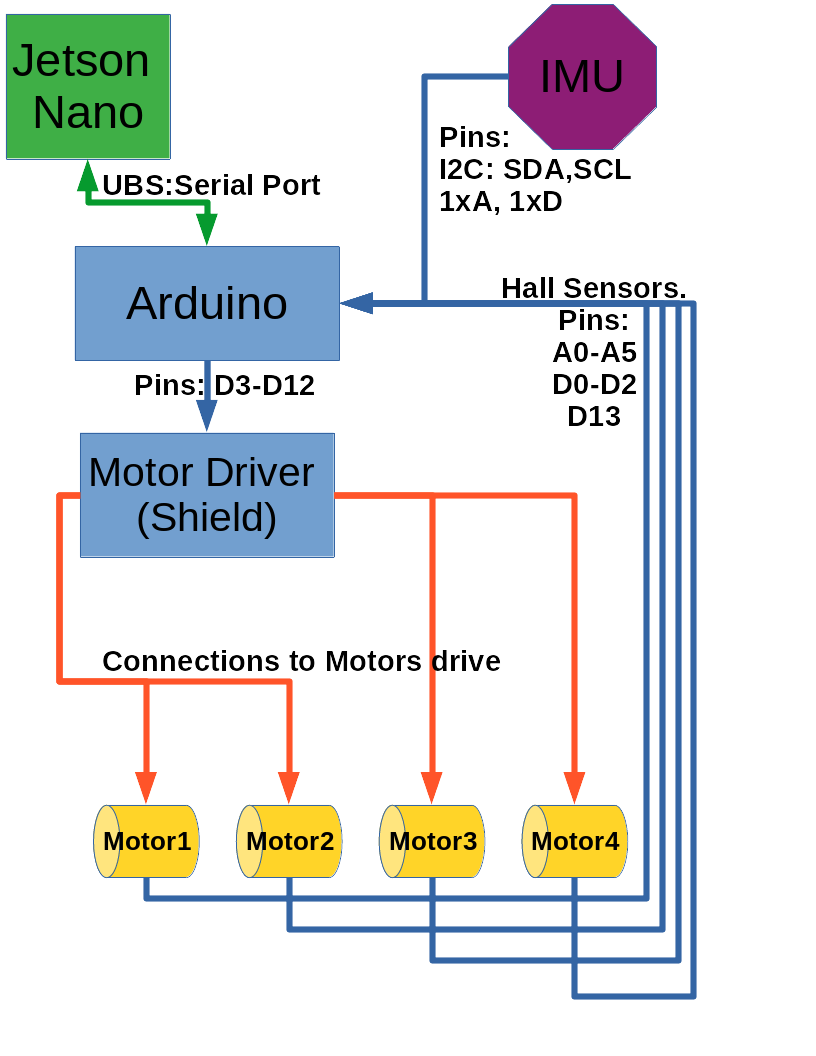 Jetson
Nano
IMU
Pins:
I2C: SDA,SCL
1xA, 1xD
UBS:Serial Port
Arduino
Hall Sensors.
Pins:
A0-A5
D0-D2
D13
Pins: D3-D12
Motor Driver
(Shield)
Connections to Motors drive
Motor1
Motor2
Motor3
Motor4